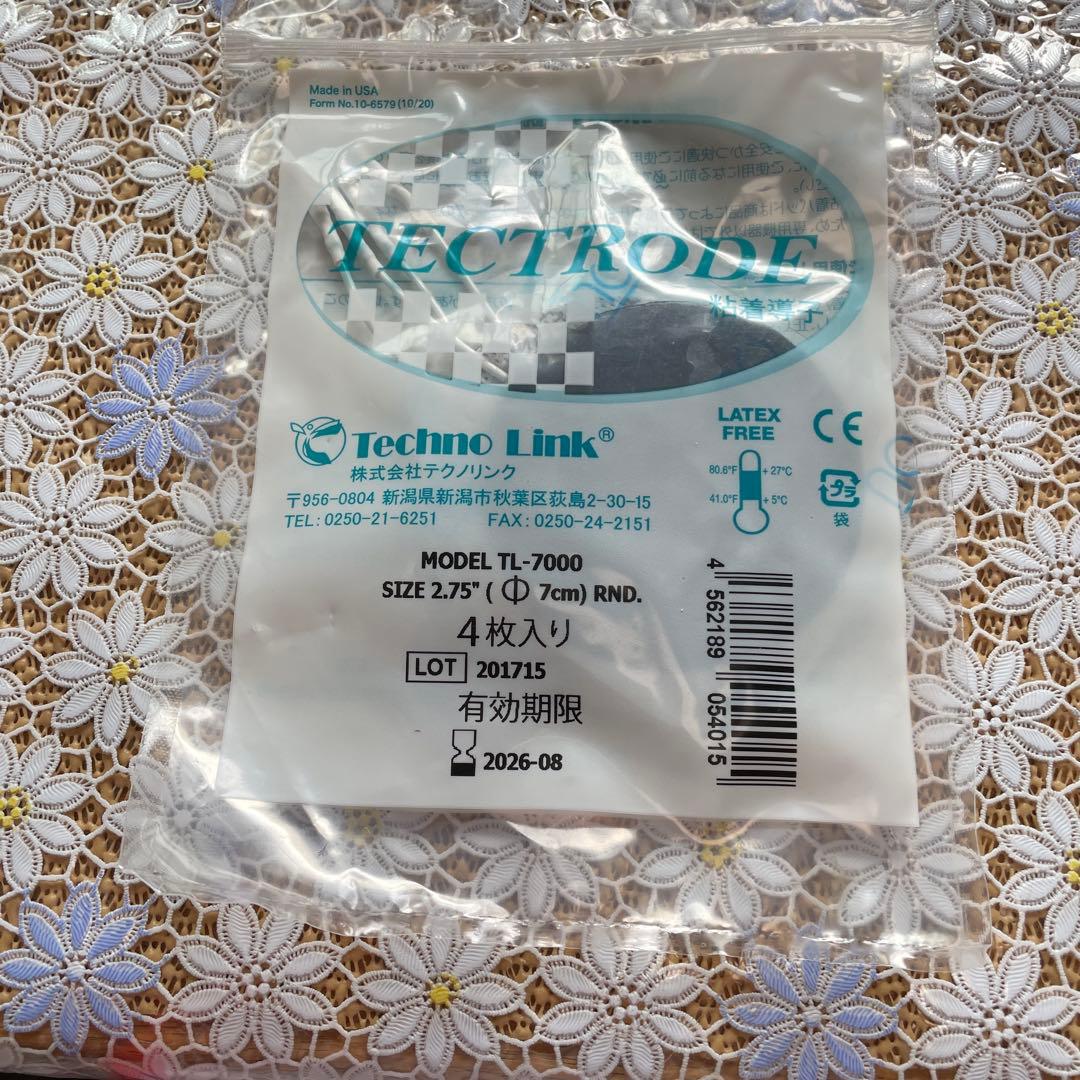 Made in USA
Form No.10-6579(10/20)
TECTRODE
粘着導子
Techno Link®
株式会社テクノリンク
〒956-0804 新潟県新潟市秋葉区荻島2-30-15
TEL:0250-21-6251 FAX:0250-24-2151
LATEX
FREE
CE
80.6°F +27°C
41.0°F +5°C
プラ
袋
MODEL TL-7000
SIZE 2.75" ( Φ 7cm) RND.
4枚入り
LOT 201715
有効期限
2026-08
4 562189 054015